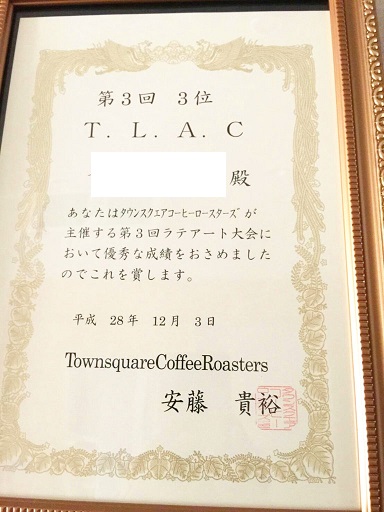 第3回 3位
T. L. A. C
殿
あなたはﾀｳﾝｽｸｴｱｺｰﾋｰﾛｰｽﾀｰｽﾞが
主催する第3回ラテアート大会に
おいて優秀な成績をおさめました
のでこれを賞します。
平成 28年 12月 3日
TownsquareCoffeeRoasters
安藤 貴裕